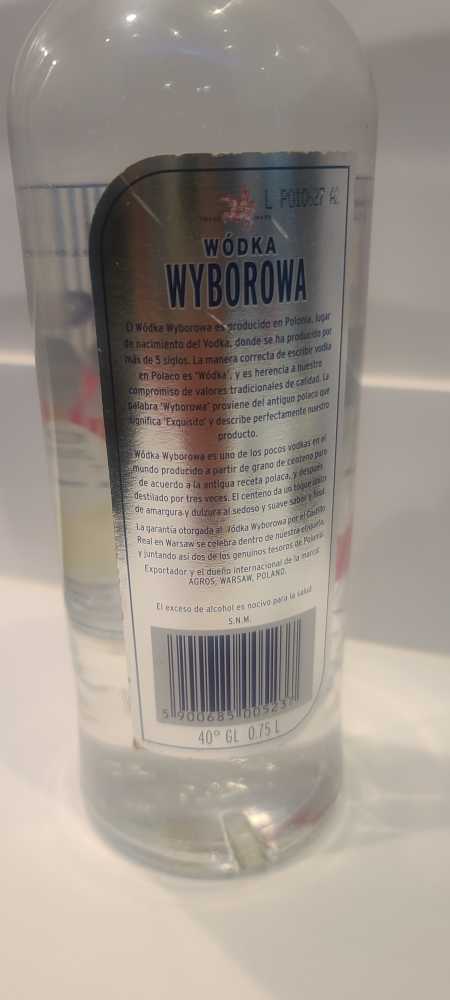 L P010627 A2
TRADE MARK
WÓDKA
WYBOROWA
El Wódka Wyborowa es producido en Polonia, lugar
de nacimiento del Vodka, donde se ha producido por
más de 5 siglos. La manera correcta de escribir vodka
en Polaco es "Wódka", y es herencia a nuestro
compromiso de valores tradicionales de calidad. La
palabra "Wyborowa" proviene del antiguo polaco que
significa "Exquisito" y describe perfectamente nuestro
producto.
Wódka Wyborowa es uno de los pocos vodkas en el
mundo producido a partir de grano de centeno puro
de acuerdo a la antigua receta polaca, y después
destilado por tres veces. El centeno da un toque único
de amargura y dulzura al sedoso y suave sabor final.
La garantía otorgada al Wódka Wyborowa por el Castillo
Real en Warsaw se celebra dentro de nuestra etiqueta,
y juntando así dos de los genuinos tesoros de Polonia.
Exportador y el dueño internacional de la marca:
AGROS, WARSAW, POLAND.
El exceso de alcohol es nocivo para la salud
S.N.M.
5 900685 00523
40° GL 0.75 L